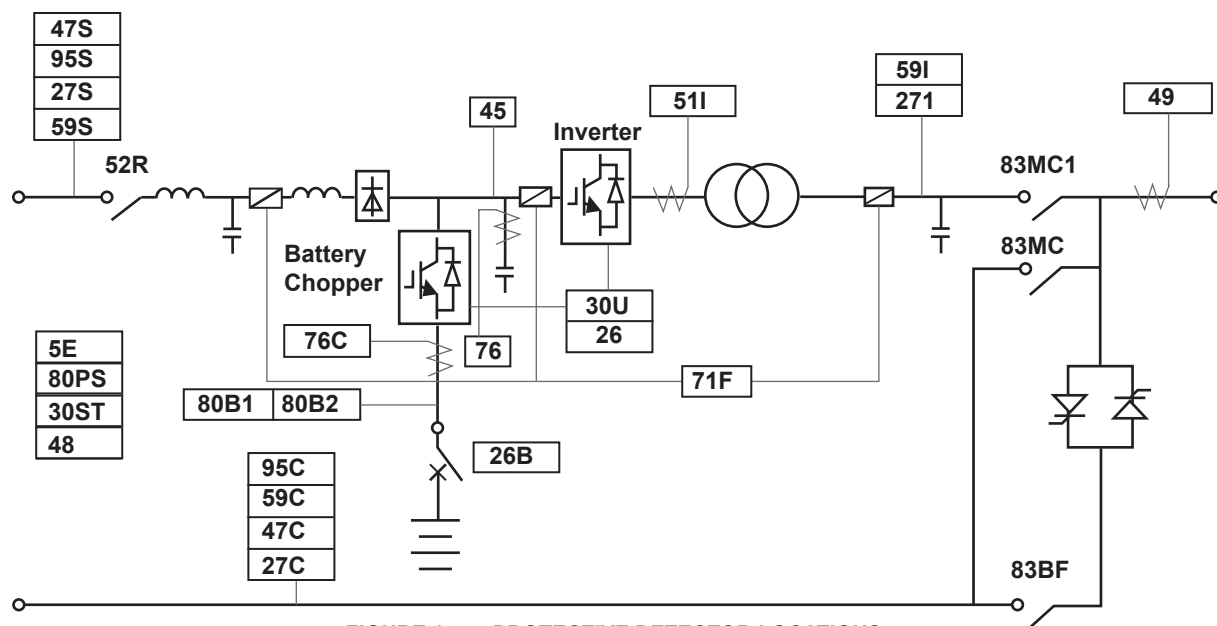 47S
95S
27S
59S
52R
45
Inverter
51I
59I
271
49
83MC1
83MC
Battery
Chopper
30U
26
76C
76
71F
5E
80PS
30ST
48
80B1 80B2
26B
95C
59C
47C
27C
83BF